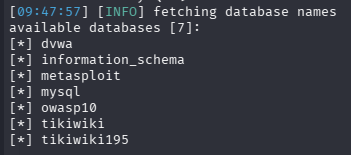 [09:47:57] [INFO] fetching database names
available databases [7]:
[*] dvwa
[*] information_schema
[*] metasploit
[*] mysql
[*] owasp10
[*] tikiwiki
[*] tikiwiki195